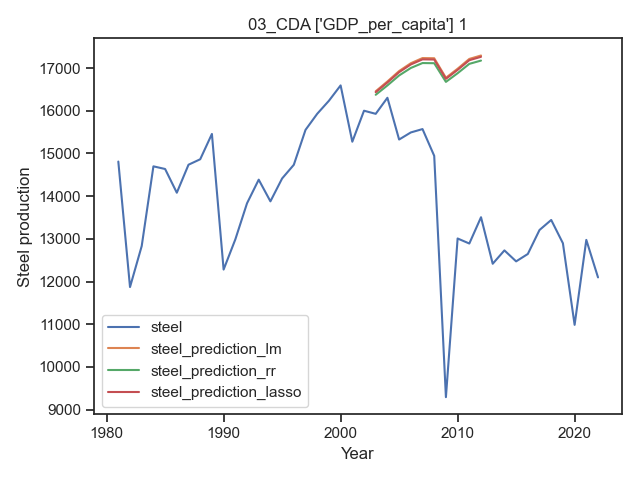 03_CDA ['GDP_per_capita'] 1
Steel production
17000
16000
15000
14000
13000
12000
11000
10000
9000
steel
steel_prediction_lm
steel_prediction_rr
steel_prediction_lasso
1980
1990
2000
2010
2020
Year